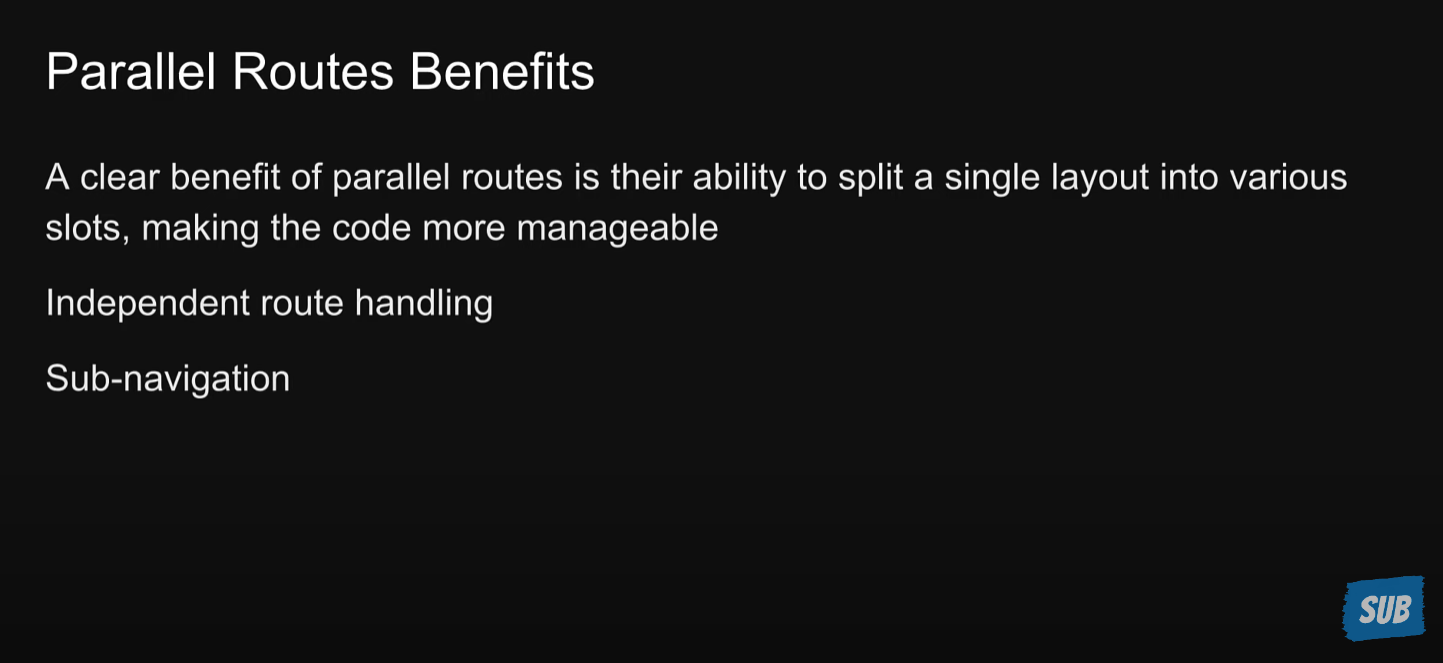 Parallel Routes Benefits
A clear benefit of parallel routes is their ability to split a single layout into various
slots, making the code more manageable
Independent route handling
Sub-navigation
SUB